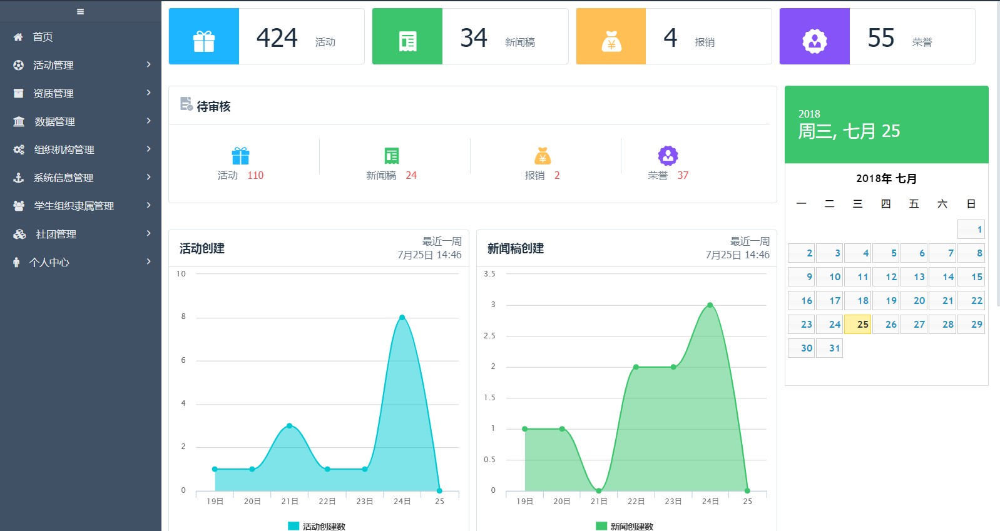 首页
活动管理
资质管理
数据管理
组织机构管理
系统信息管理
学生组织隶属管理
社团管理
个人中心
424 活动
34 新闻稿
4 报销
55 荣誉
待审核
活动 110
新闻稿 24
报销 2
荣誉 37
2018
周三, 七月 25
2018年 七月
一 二 三 四 五 六 日
1
2 3 4 5 6 7 8
9 10 11 12 13 14 15
16 17 18 19 20 21 22
23 24 25 26 27 28 29
30 31
活动创建
最近一周
7月25日 14:46
10
8
6
4
2
0
19日 20日 21日 22日 23日 24日 25
活动创建数
新闻稿创建
最近一周
7月25日 14:46
3.5
3
2.5
2
1.5
1
0.5
0
19日 20日 21日 22日 23日 24日 25
新闻创建数